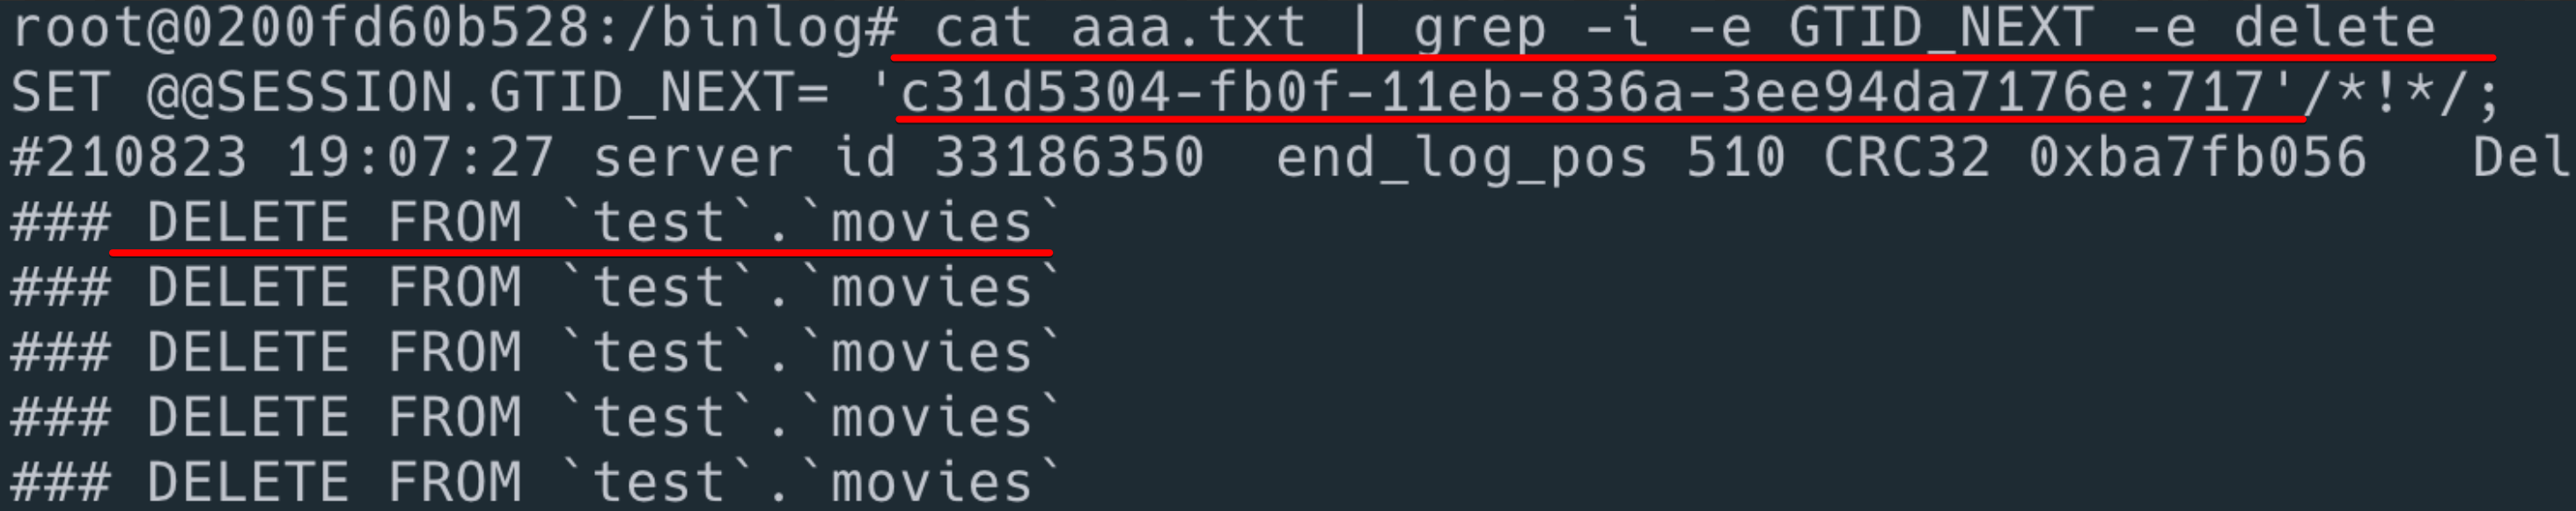 root@0200fd60b528:/binlog# cat aaa.txt | grep -i -e GTID_NEXT -e delete
SET @@SESSION.GTID_NEXT= 'c31d5304-fb0f-11eb-836a-3ee94da7176e:717'/*!*/;
#210823 19:07:27 server id 33186350  end_log_pos 510 CRC32 0xba7fb056   Del
### DELETE FROM `test`.`movies`
### DELETE FROM `test`.`movies`
### DELETE FROM `test`.`movies`
### DELETE FROM `test`.`movies`
### DELETE FROM `test`.`movies`